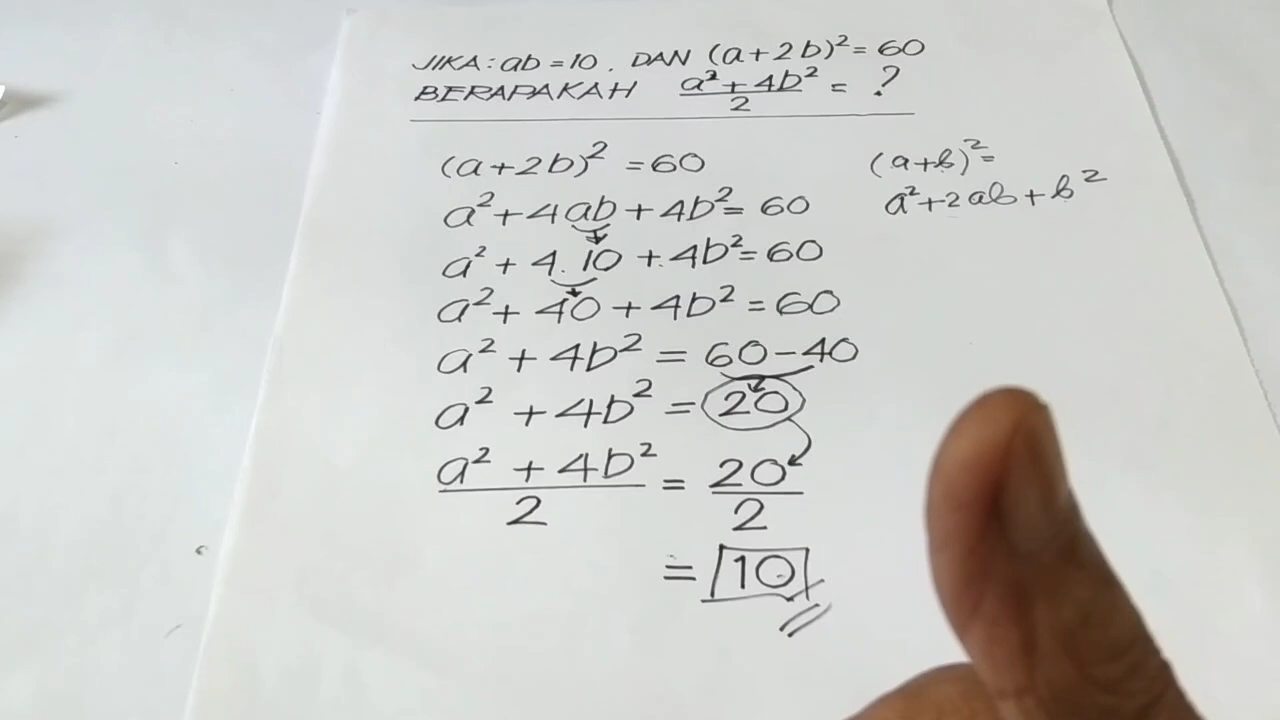 JIKA: ab = 10. DAN (a+2b)² = 60
BERAPAKAH a²+4b²/2 = ?
(a+2b)² = 60
(a+b)² =
a²+2ab+b²
a²+4ab+4b² = 60
a²+4.10+4b² = 60
a²+40+4b² = 60
a²+4b² = 60-40
a²+4b² = 20
a²+4b²/2 = 20/2
= 10